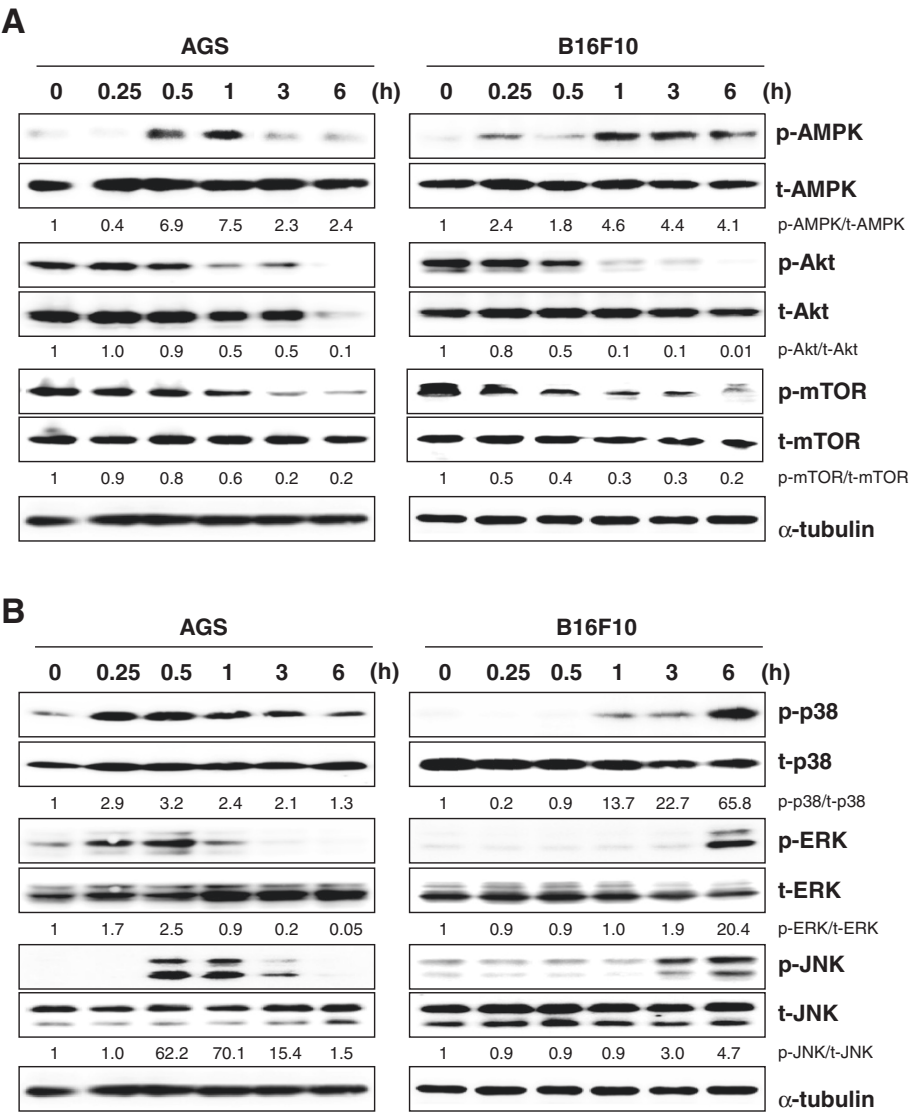 A
AGS B16F10
0 0.25 0.5 1 3 6 (h) 0 0.25 0.5 1 3 6 (h)
p-AMPK
t-AMPK
1 0.4 6.9 7.5 2.3 2.4 1 2.4 1.8 4.6 4.4 4.1 p-AMPK/t-AMPK
p-Akt
t-Akt
1 1.0 0.9 0.5 0.5 0.1 1 0.8 0.5 0.1 0.1 0.01 p-Akt/t-Akt
p-mTOR
t-mTOR
1 0.9 0.8 0.6 0.2 0.2 1 0.5 0.4 0.3 0.3 0.2 p-mTOR/t-mTOR
α-tubulin
B
AGS B16F10
0 0.25 0.5 1 3 6 (h) 0 0.25 0.5 1 3 6 (h)
p-p38
t-p38
1 2.9 3.2 2.4 2.1 1.3 1 0.2 0.9 13.7 22.7 65.8 p-p38/t-p38
p-ERK
t-ERK
1 1.7 2.5 0.9 0.2 0.05 1 0.9 0.9 1.0 1.9 20.4 p-ERK/t-ERK
p-JNK
t-JNK
1 1.0 62.2 70.1 15.4 1.5 1 0.9 0.9 0.9 3.0 4.7 p-JNK/t-JNK
α-tubulin